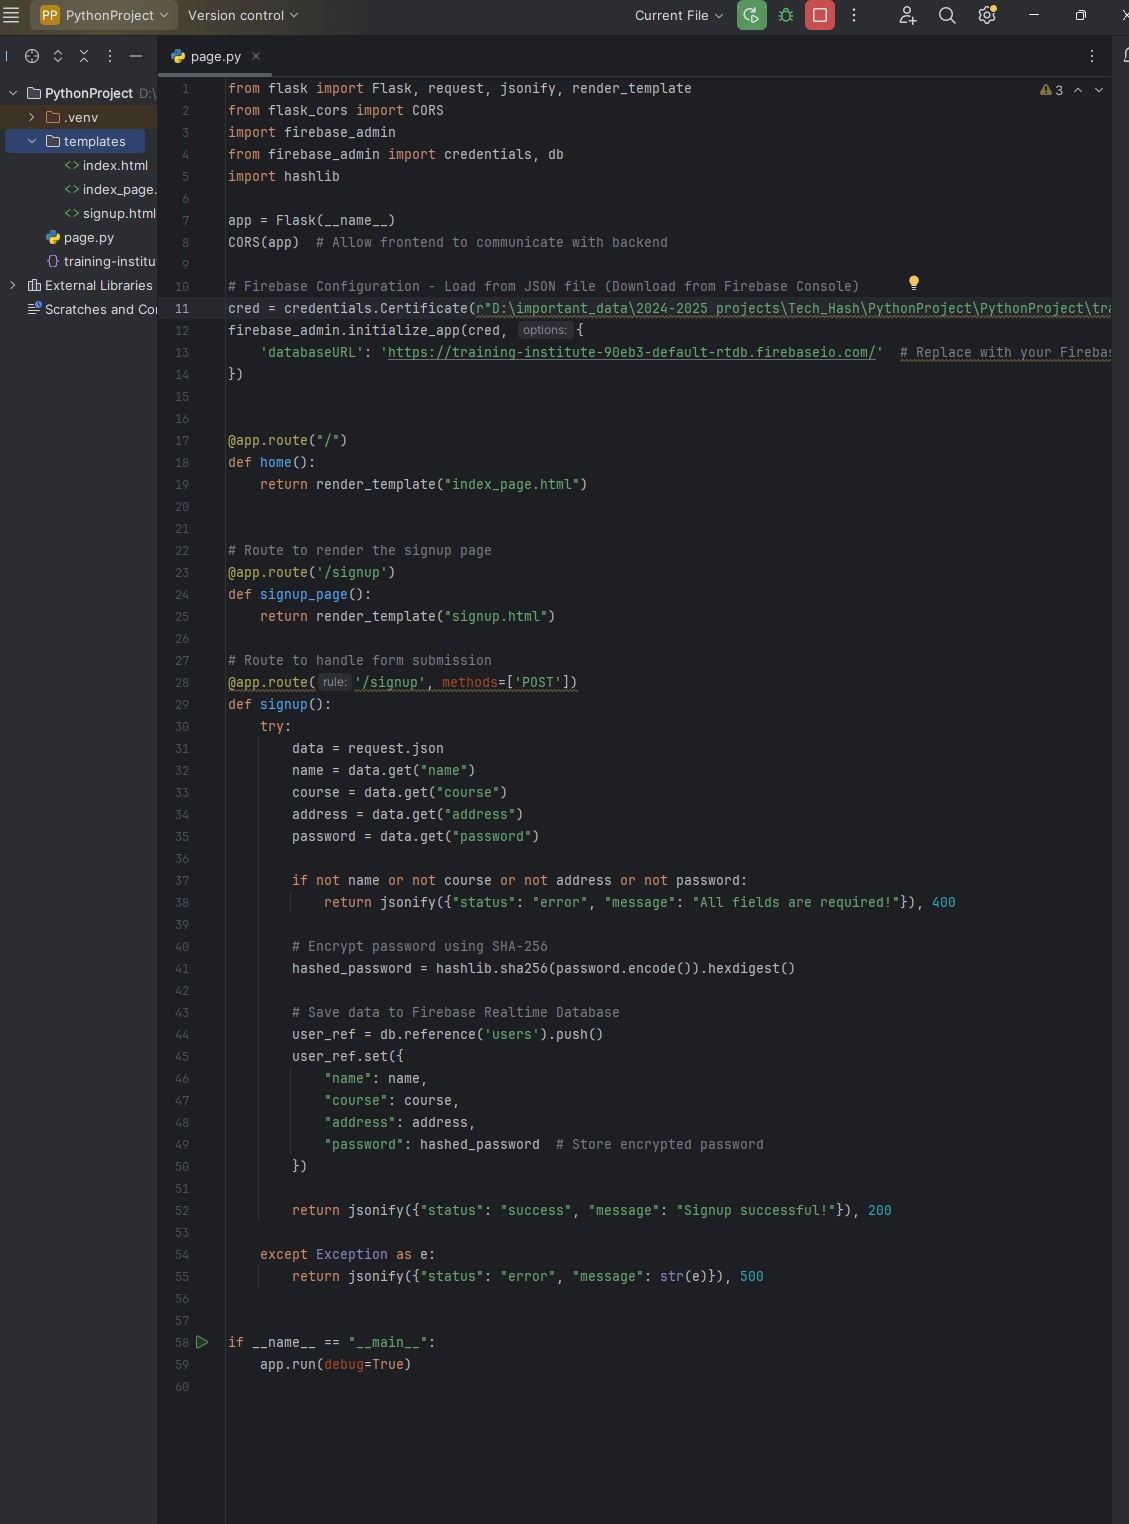 PP PythonProject Version control Current File
page.py
PythonProject D:\
.venv
templates
index.html
index_page.
signup.html
page.py
training-institu
External Libraries
Scratches and Co
3
1 from flask import Flask, request, jsonify, render_template
2 from flask_cors import CORS
3 import firebase_admin
4 from firebase_admin import credentials, db
5 import hashlib
6
7 app = Flask(__name__)
8 CORS(app)  # Allow frontend to communicate with backend
9
10 # Firebase Configuration - Load from JSON file (Download from Firebase Console)
11 cred = credentials.Certificate(r"D:\important_data\2024-2025 projects\Tech_Hash\PythonProject\PythonProject\tra
12 firebase_admin.initialize_app(cred, options: {
13     'databaseURL': 'https://training-institute-90eb3-default-rtdb.firebaseio.com/'  # Replace with your Fireba
14 })
15
16
17 @app.route("/")
18 def home():
19     return render_template("index_page.html")
20
21
22 # Route to render the signup page
23 @app.route('/signup')
24 def signup_page():
25     return render_template("signup.html")
26
27 # Route to handle form submission
28 @app.route( rule: '/signup', methods=['POST'])
29 def signup():
30     try:
31         data = request.json
32         name = data.get("name")
33         course = data.get("course")
34         address = data.get("address")
35         password = data.get("password")
36
37         if not name or not course or not address or not password:
38             return jsonify({"status": "error", "message": "All fields are required!"}), 400
39
40         # Encrypt password using SHA-256
41         hashed_password = hashlib.sha256(password.encode()).hexdigest()
42
43         # Save data to Firebase Realtime Database
44         user_ref = db.reference('users').push()
45         user_ref.set({
46             "name": name,
47             "course": course,
48             "address": address,
49             "password": hashed_password  # Store encrypted password
50         })
51
52         return jsonify({"status": "success", "message": "Signup successful!"}), 200
53
54     except Exception as e:
55         return jsonify({"status": "error", "message": str(e)}), 500
56
57
58 if __name__ == "__main__":
59     app.run(debug=True)
60